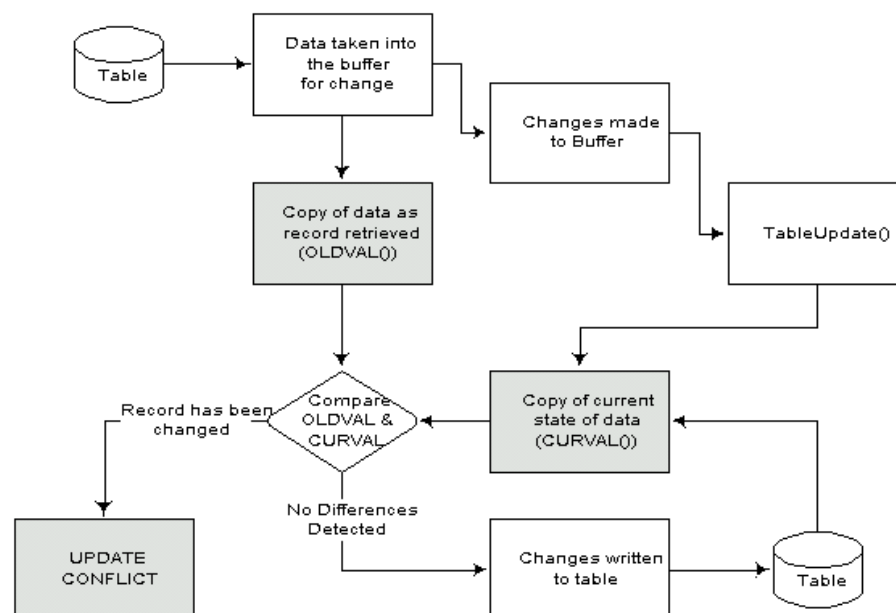 Table
Data taken into
the buffer
for change
Changes made
to Buffer
Copy of data as
record retrieved
(OLDVAL())
TableUpdate()
Record has been
changed
Compare
OLDVAL &
CURVAL
Copy of current
state of data
(CURVAL())
No Differences
Detected
UPDATE
CONFLICT
Changes written
to table
Table